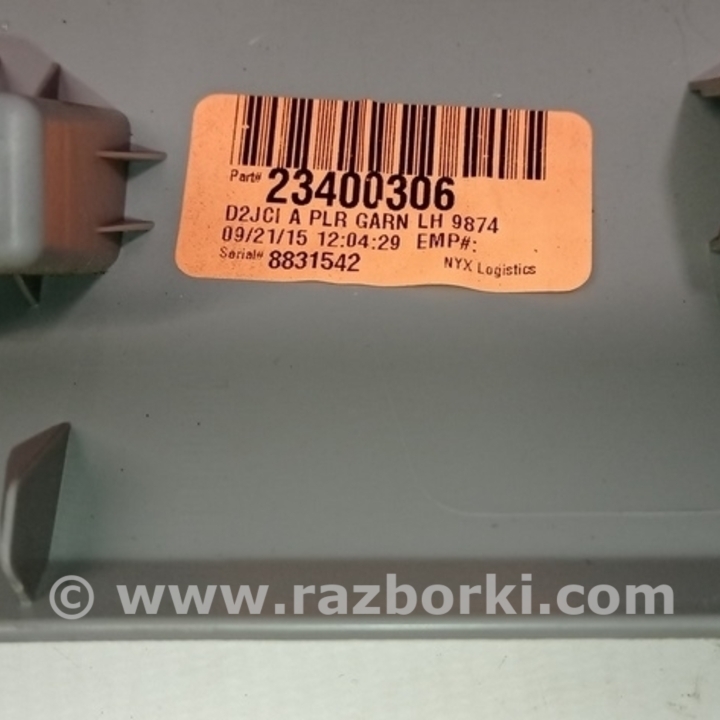 Part# 23400306
D2JCI A PLR GARN LH 9874
09/21/15 12:04:29 EMP#:
Serial# 8831542 NYX Logistics
© www.razborki.com